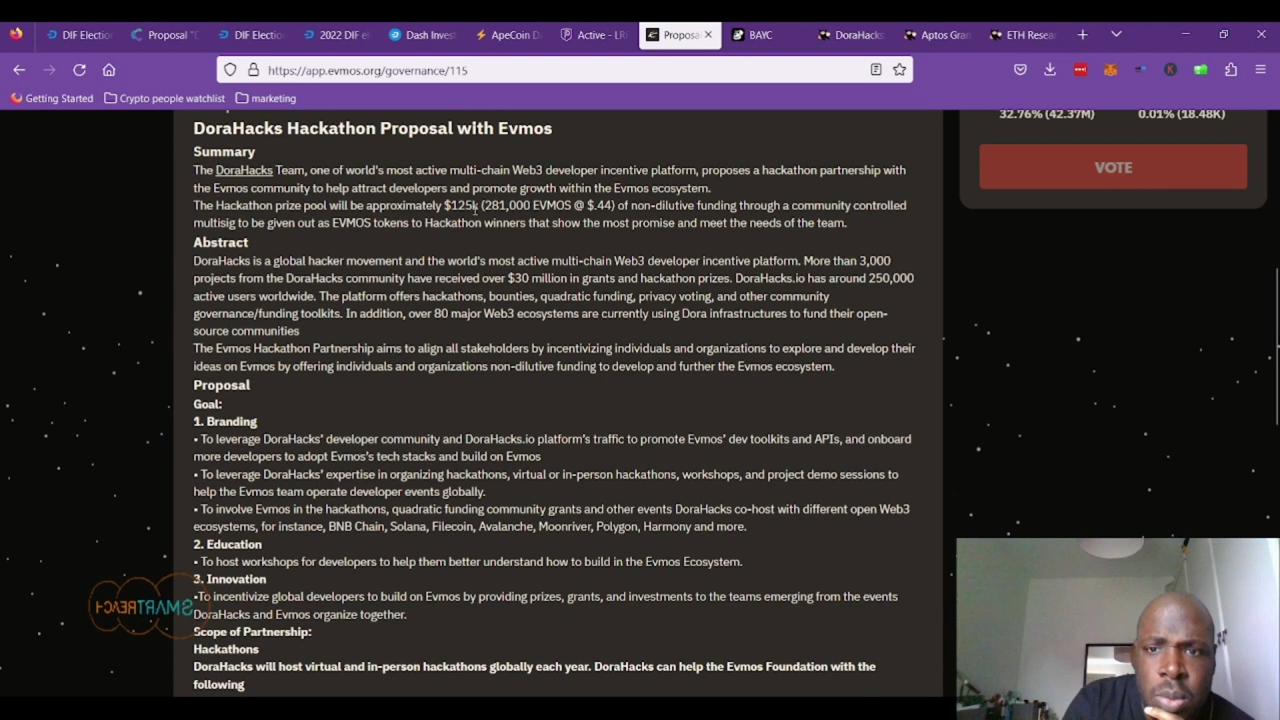 DIF Electio
Proposal "D
DIF Electio
2022 DIF el
Dash Invest
ApeCoin D
Active - LR
Proposa
BAYC
DoraHacks
Aptos Gran
ETH Resea
https://app.evmos.org/governance/115
Getting Started
Crypto people watchlist
marketing
32.76% (42.37M)
0.01% (18.48K)
VOTE
DoraHacks Hackathon Proposal with Evmos
Summary
The DoraHacks Team, one of world's most active multi-chain Web3 developer incentive platform, proposes a hackathon partnership with
the Evmos community to help attract developers and promote growth within the Evmos ecosystem.
The Hackathon prize pool will be approximately $125k (281,000 EVMOS @ $.44) of non-dilutive funding through a community controlled
multisig to be given out as EVMOS tokens to Hackathon winners that show the most promise and meet the needs of the team.
Abstract
DoraHacks is a global hacker movement and the world's most active multi-chain Web3 developer incentive platform. More than 3,000
projects from the DoraHacks community have received over $30 million in grants and hackathon prizes. DoraHacks.io has around 250,000
active users worldwide. The platform offers hackathons, bounties, quadratic funding, privacy voting, and other community
governance/funding toolkits. In addition, over 80 major Web3 ecosystems are currently using Dora infrastructures to fund their open-
source communities
The Evmos Hackathon Partnership aims to align all stakeholders by incentivizing individuals and organizations to explore and develop their
ideas on Evmos by offering individuals and organizations non-dilutive funding to develop and further the Evmos ecosystem.
Proposal
Goal:
1. Branding
• To leverage DoraHacks' developer community and DoraHacks.io platform's traffic to promote Evmos' dev toolkits and APIs, and onboard
more developers to adopt Evmos's tech stacks and build on Evmos
• To leverage DoraHacks' expertise in organizing hackathons, virtual or in-person hackathons, workshops, and project demo sessions to
help the Evmos team operate developer events globally.
• To involve Evmos in the hackathons, quadratic funding community grants and other events DoraHacks co-host with different open Web3
ecosystems, for instance, BNB Chain, Solana, Filecoin, Avalanche, Moonriver, Polygon, Harmony and more.
2. Education
• To host workshops for developers to help them better understand how to build in the Evmos Ecosystem.
3. Innovation
•To incentivize global developers to build on Evmos by providing prizes, grants, and investments to the teams emerging from the events
DoraHacks and Evmos organize together.
SMARTREACH
Scope of Partnership:
Hackathons
DoraHacks will host virtual and in-person hackathons globally each year. DoraHacks can help the Evmos Foundation with the
following